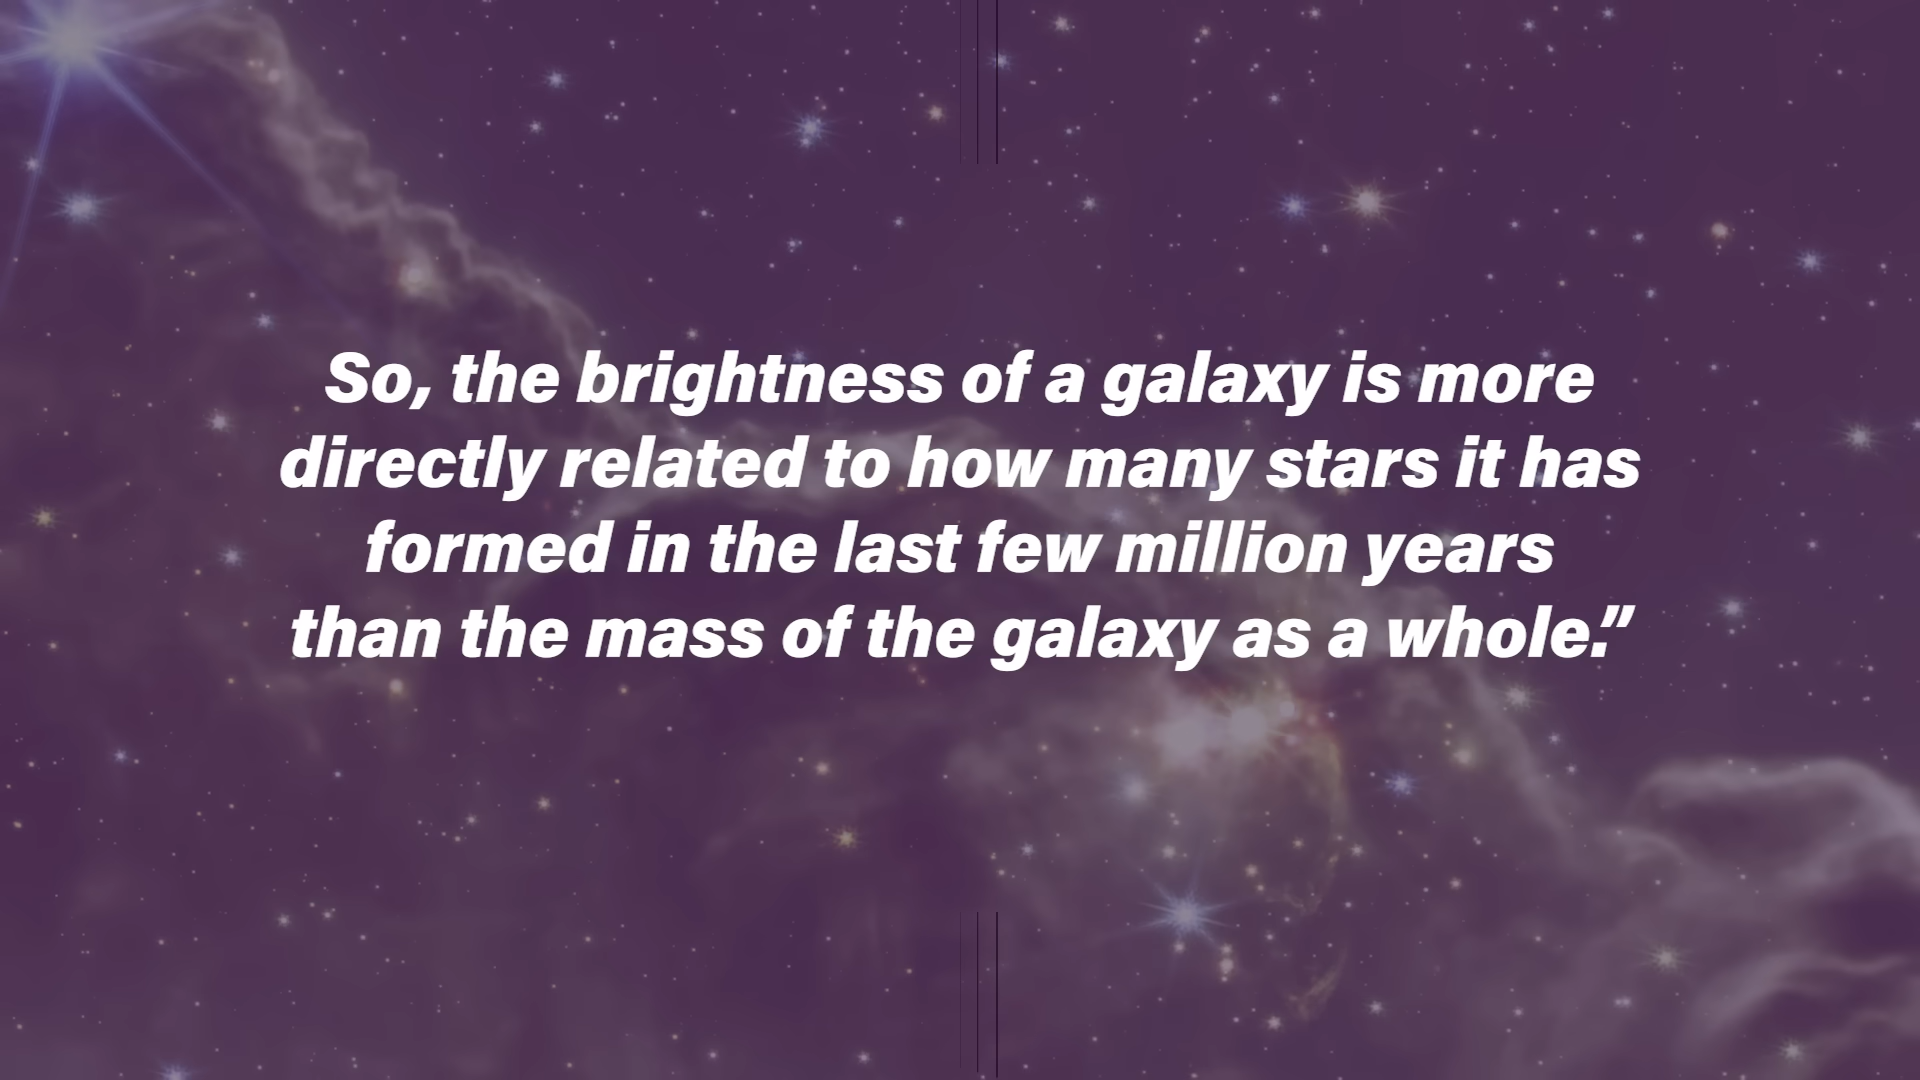 So, the brightness of a galaxy is more
directly related to how many stars it has
formed in the last few million years
than the mass of the galaxy as a whole.”